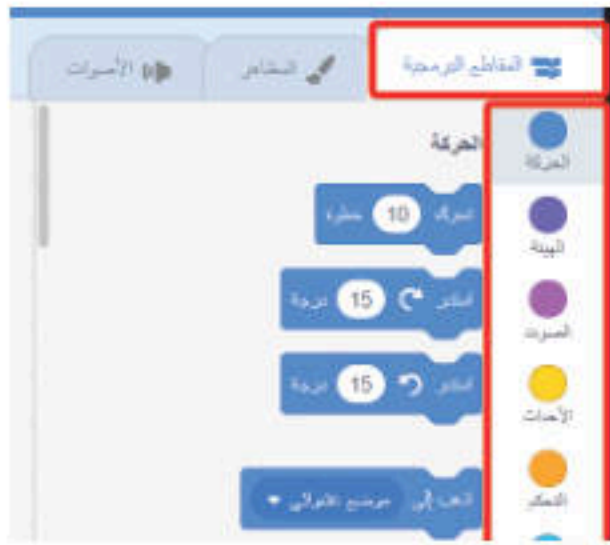 المقاطع البرمجية
المظاهر
الأصوات
الحركة
الحركة
الهيئة
الصوت
الأحداث
التحكم
تحرك 10 خطوة
استدر 15 درجة
استدر 15 درجة
اذهب إلى موضع عشوائي